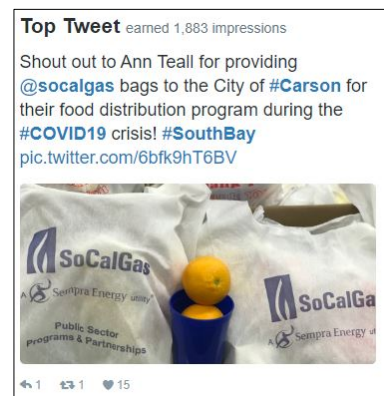 Top Tweet earned 1,883 impressions
Shout out to Ann Teall for providing
@socalgas bags to the City of #Carson for
their food distribution program during the
#COVID19 crisis! #SouthBay
pic.twitter.com/6bfk9hT6BV
SoCalGas
A Sempra Energy utility
Public Sector
Programs & Partnerships
SoCalGa
A Sempra Energy ut
1 1 15